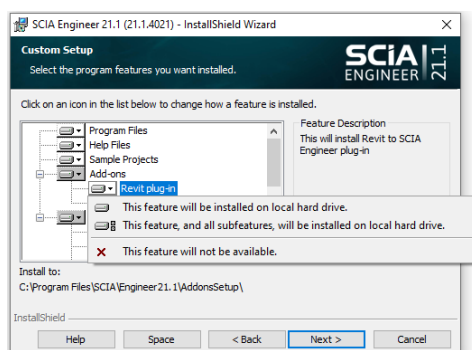 SCIA Engineer 21.1 (21.1.4021) - InstallShield Wizard
Custom Setup
Select the program features you want installed.
SCiA
ENGINEER
21.1
Click on an icon in the list below to change how a feature is installed.
Program Files
Help Files
Sample Projects
Add-ons
Revit plug-in
Feature Description
This will install Revit to SCIA
Engineer plug-in
This feature will be installed on local hard drive.
This feature, and all subfeatures, will be installed on local hard drive.
This feature will not be available.
Install to:
C:\Program Files\SCIA\Engineer21.1\AddonsSetup\
InstallShield
Help
Space
< Back
Next >
Cancel